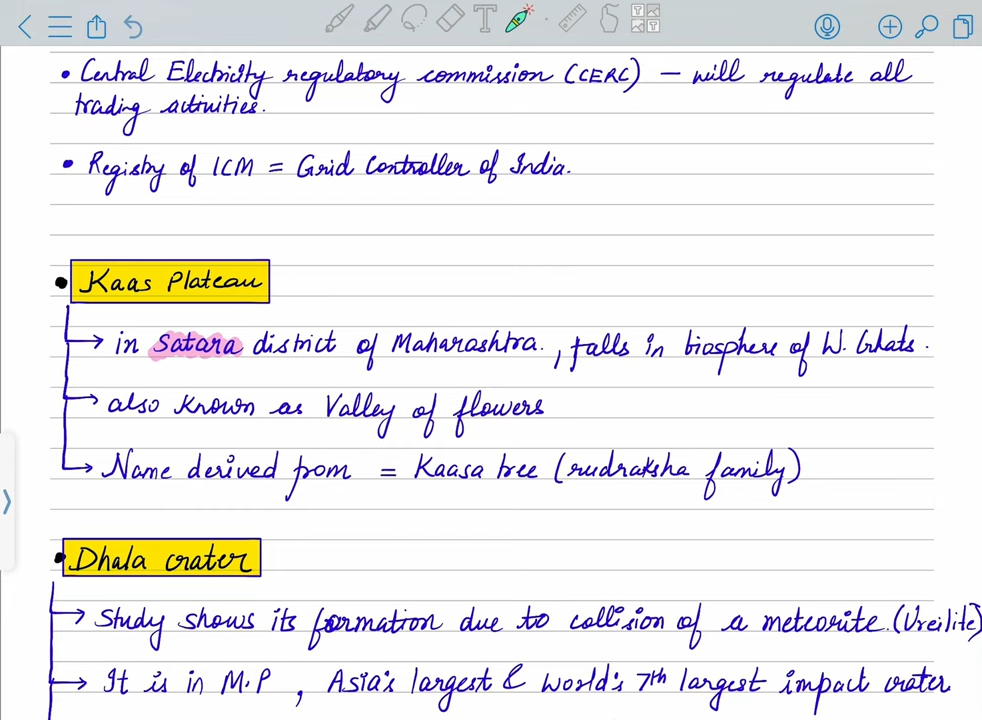 • Central Electricity regulatory commission (CERC) – will regulate all
trading activities.
• Registry of ICM = Grid Controller of India.
• Kaas Plateau
→ in Satara district of Maharashtra. , falls in biosphere of W. Ghats.
→ also known as Valley of flowers
→ Name derived from = Kaasa tree (rudraksha family)
• Dhala crater
→ Study shows its formation due to collision of a meteorite. (Ureilite)
→ It is in M.P , Asia's largest & world's 7th largest impact crater